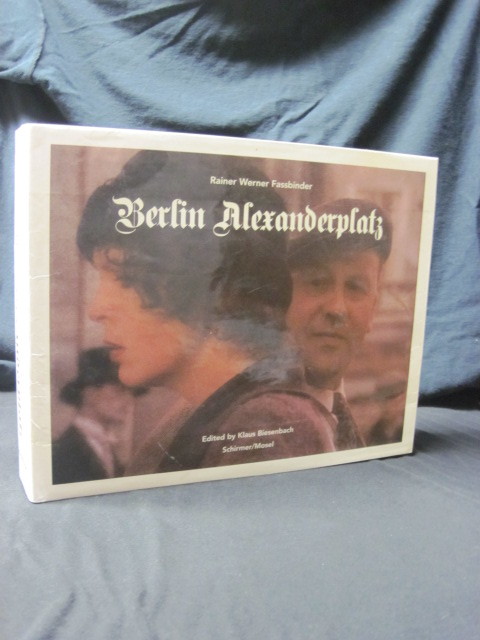 Rainer Werner Fassbinder
Berlin Alexanderplatz
Edited by Klaus Biesenbach
Schirmer/Mosel